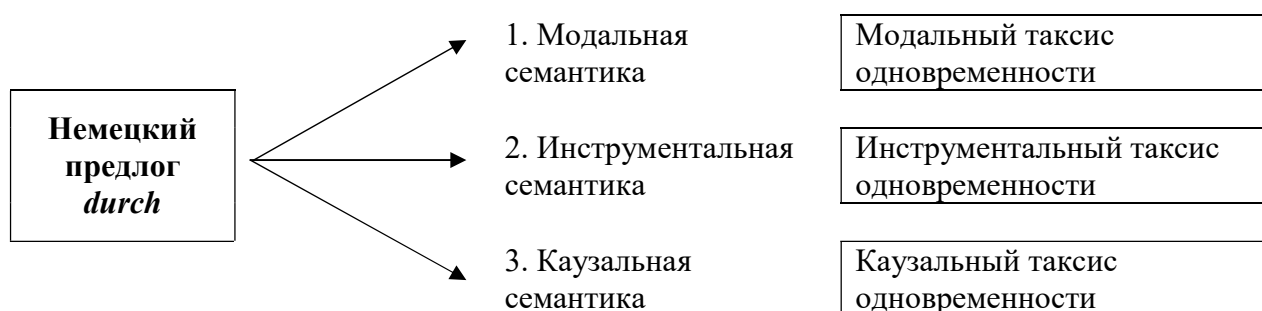 Немецкий
предлог
durch
1. Модальная
семантика
Модальный таксис
одновременности
2. Инструментальная
семантика
Инструментальный таксис
одновременности
3. Каузальная
семантика
Каузальный таксис
одновременности